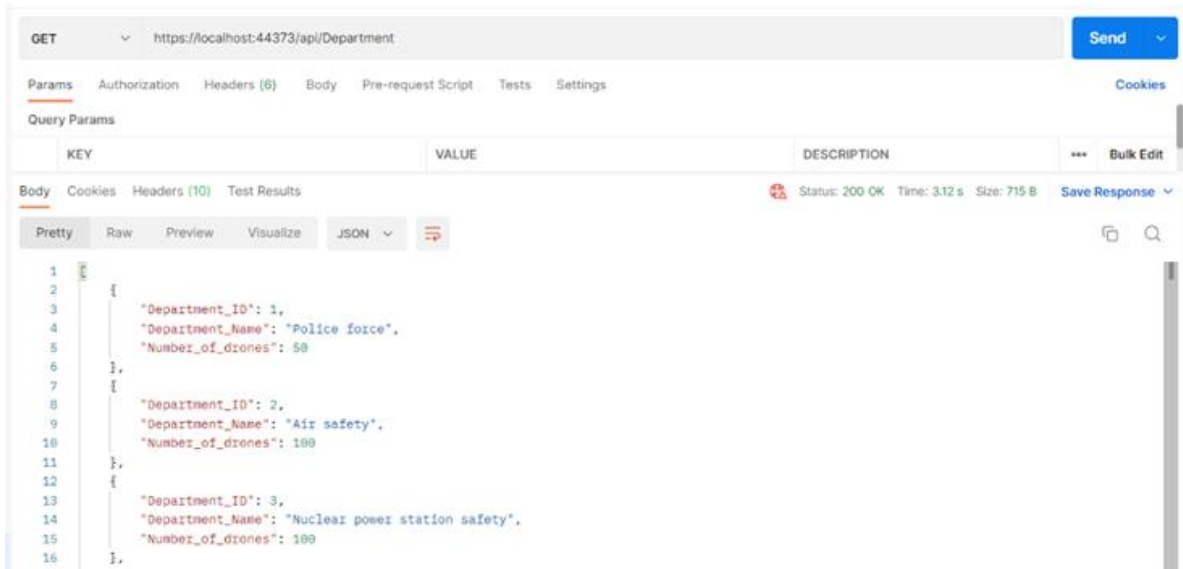 GET https://localhost:44373/api/Department Send
Params Authorization Headers (6) Body Pre-request Script Tests Settings Cookies
Query Params
KEY VALUE DESCRIPTION ••• Bulk Edit
Body Cookies Headers (10) Test Results Status: 200 OK Time: 3.12 s Size: 715 B Save Response
Pretty Raw Preview Visualize JSON
1 [
2 {
3 "Department_ID": 1,
4 "Department_Name": "Police force",
5 "Number_of_drones": 50
6 },
7 {
8 "Department_ID": 2,
9 "Department_Name": "Air safety",
10 "Number_of_drones": 100
11 },
12 {
13 "Department_ID": 3,
14 "Department_Name": "Nuclear power station safety",
15 "Number_of_drones": 100
16 },